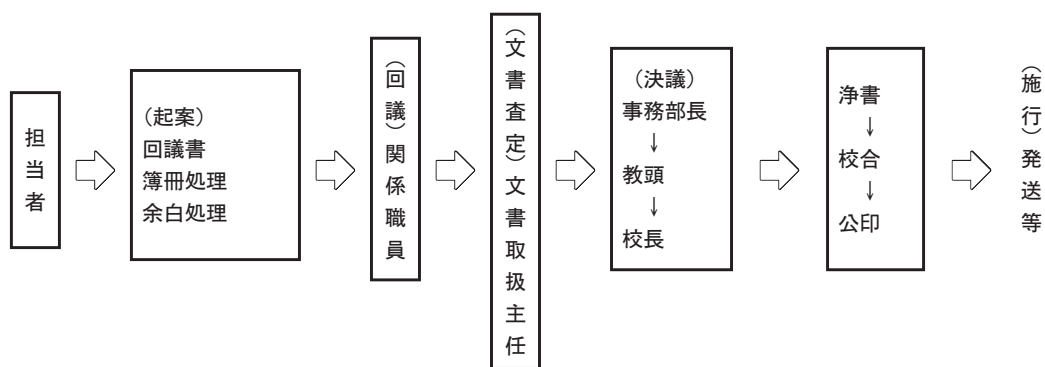 担当者
（起案）
回議書
簿冊処理
余白処理
（回議）関係職員
（文書査定）文書取扱主任
（決議）
事務部長
↓
教頭
↓
校長
浄書
↓
校合
↓
公印
（施行）発送等